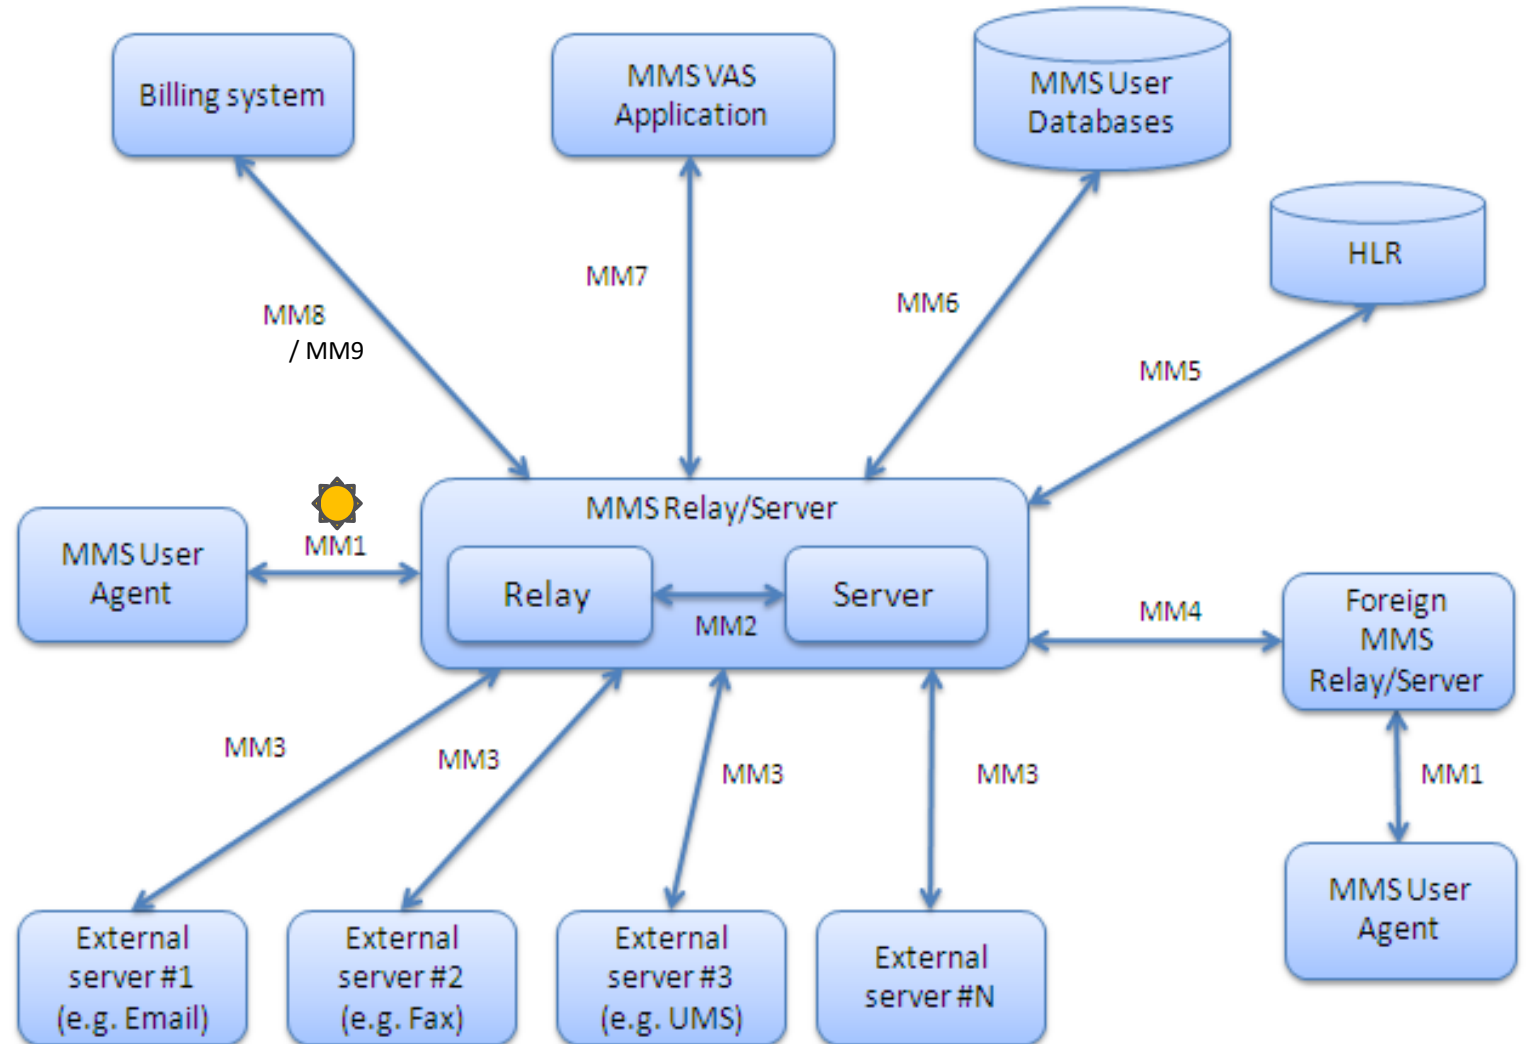 Billing system
MMS VAS
Application
MMS User
Databases
HLR
MM8
/ MM9
MM7
MM6
MM5
MMS User
Agent
MM1
MMS Relay/Server
Relay
MM2
Server
MM4
Foreign
MMS
Relay/Server
MM3
MM3
MM3
MM3
MM1
External
server #1
(e.g. Email)
External
server #2
(e.g. Fax)
External
server #3
(e.g. UMS)
External
server #N
MMS User
Agent